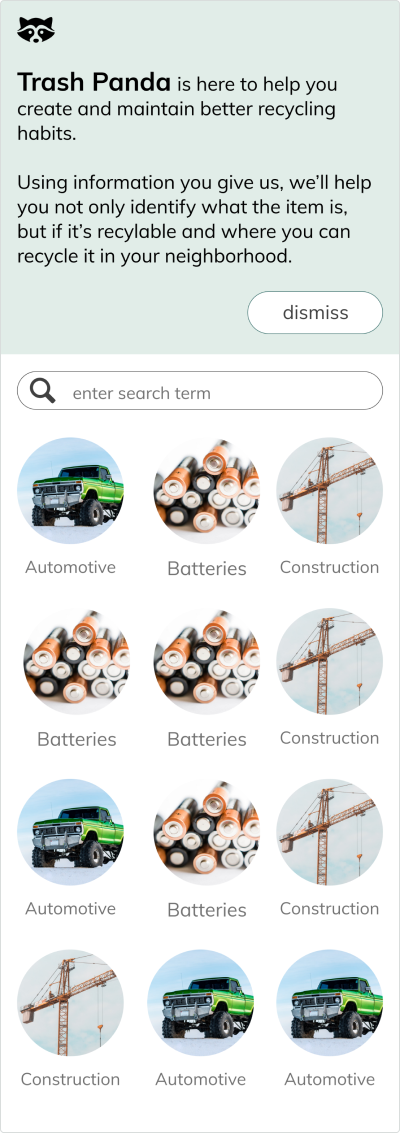 Trash Panda is here to help you
create and maintain better recycling
habits.
Using information you give us, we'll help
you not only identify what the item is,
but if it's recylable and where you can
recycle it in your neighborhood.
dismiss
enter search term
Automotive Batteries Construction
Batteries Batteries Construction
Automotive Batteries Construction
Construction Automotive Automotive